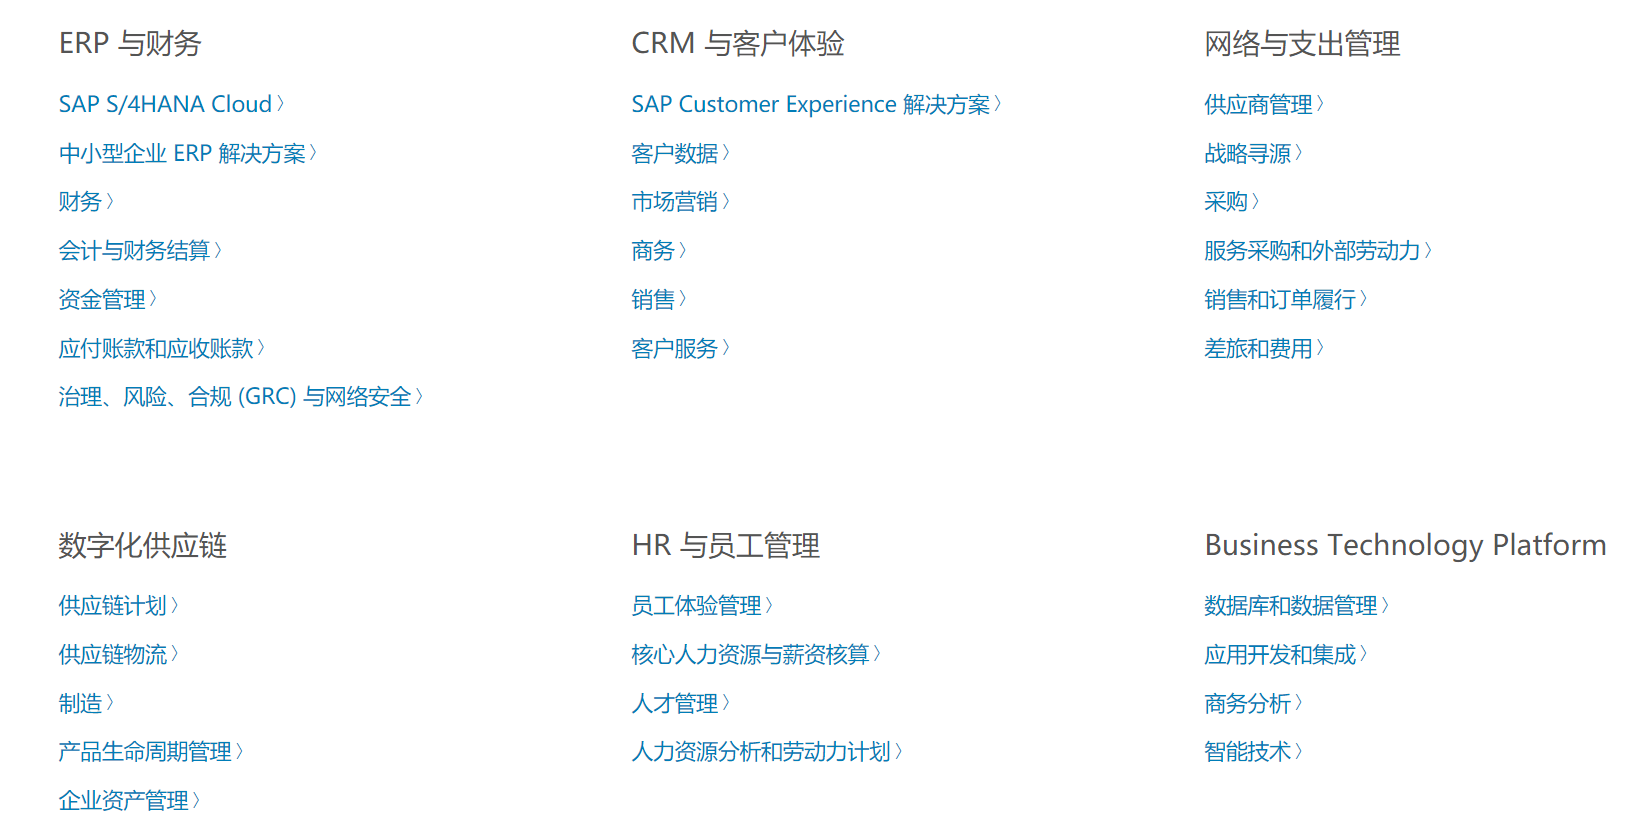 ERP 与财务
SAP S/4HANA Cloud〉
中小型企业 ERP 解决方案〉
财务〉
会计与财务结算〉
资金管理〉
应付账款和应收账款〉
治理、风险、合规 (GRC) 与网络安全〉
CRM 与客户体验
SAP Customer Experience 解决方案〉
客户数据〉
市场营销〉
商务〉
销售〉
客户服务〉
网络与支出管理
供应商管理〉
战略寻源〉
采购〉
服务采购和外部劳动力〉
销售和订单履行〉
差旅和费用〉
数字化供应链
供应链计划〉
供应链物流〉
制造〉
产品生命周期管理〉
企业资产管理〉
HR 与员工管理
员工体验管理〉
核心人力资源与薪资核算〉
人才管理〉
人力资源分析和劳动力计划〉
Business Technology Platform
数据库和数据管理〉
应用开发和集成〉
商务分析〉
智能技术〉